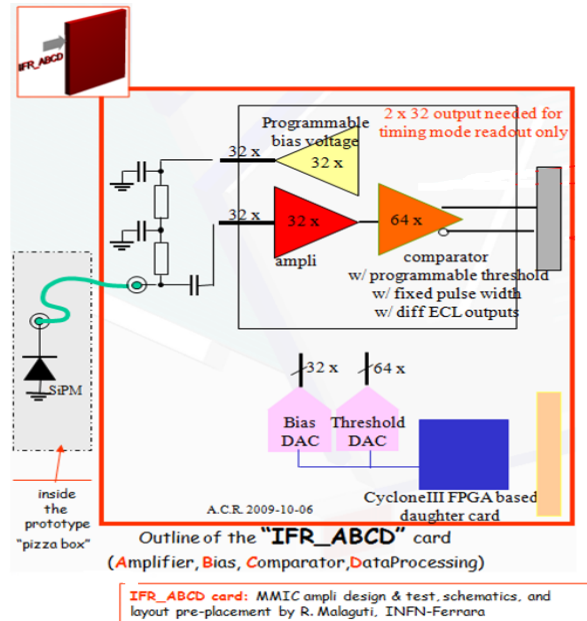 IFR_ABCD
2 x 32 output needed for
timing mode readout only
Programmable
bias voltage
32 x
32 x
32 x
32 x
64 x
ampli
comparator
w/ programmable threshold
w/ fixed pulse width
w/ diff ECL outputs
SiPM
32 x
64 x
Bias
DAC
Threshold
DAC
CycloneIII FPGA based
daughter card
inside
the
prototype
"pizza box"
A.C.R. 2009-10-06
Outline of the "IFR_ABCD" card
(Amplifier, Bias, Comparator,DataProcessing)
IFR_ABCD card: MMIC ampli design & test, schematics, and
layout pre-placement by R. Malaguti, INFN-Ferrara